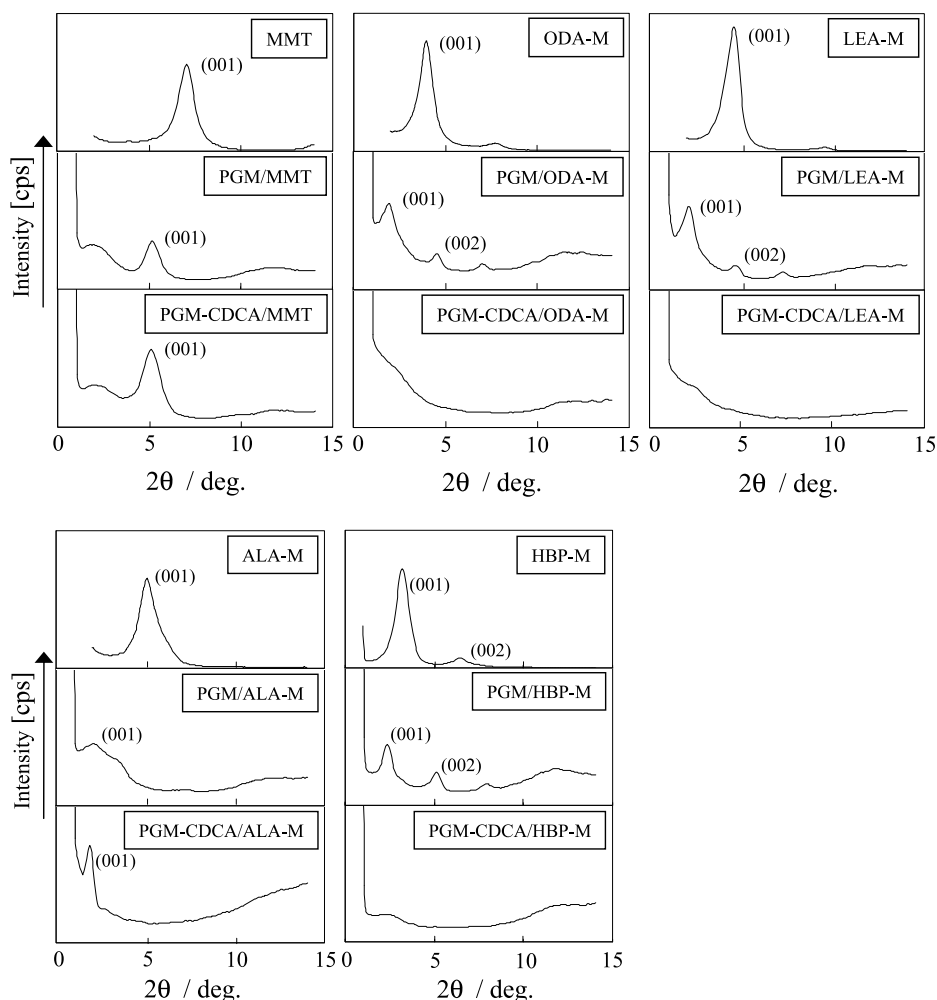 MMT
(001)
ODA-M
(001)
LEA-M
(001)
Intensity [cps]
PGM/MMT
(001)
PGM/ODA-M
(001)
(002)
PGM/LEA-M
(001)
(002)
PGM-CDCA/MMT
(001)
PGM-CDCA/ODA-M
PGM-CDCA/LEA-M
0 5 10 15
0 5 10 15
0 5 10 15
2θ / deg.
2θ / deg.
2θ / deg.
ALA-M
(001)
HBP-M
(001)
(002)
Intensity [cps]
PGM/ALA-M
(001)
PGM/HBP-M
(001)
(002)
PGM-CDCA/ALA-M
(001)
PGM-CDCA/HBP-M
0 5 10 15
0 5 10 15
2θ / deg.
2θ / deg.